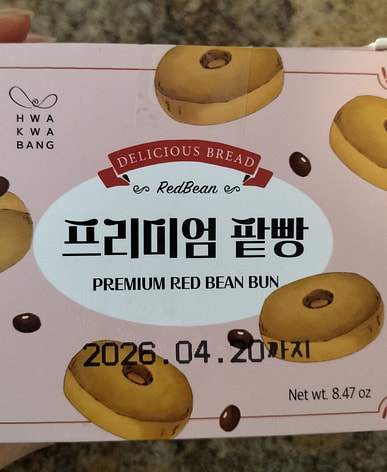 HWA
KWA
BANG
DELICIOUS BREAD
RedBean
프리미엄 팥빵
PREMIUM RED BEAN BUN
2026.04.20까지
Net wt. 8.47 oz